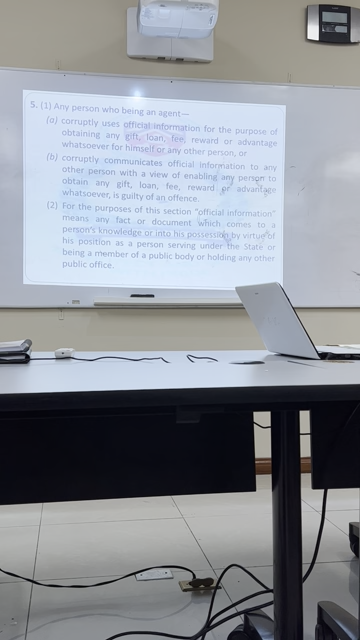 5. (1) Any person who being an agent—
(a) corruptly uses official information for the purpose of
obtaining any gift, loan, fee, reward or advantage
whatsoever for himself or any other person, or
(b) corruptly communicates official information to any
other person with a view of enabling any person to
obtain any gift, loan, fee, reward or advantage
whatsoever, is guilty of an offence.
(2) For the purposes of this section "official information"
means any fact or document which comes to a
person's knowledge or into his possession by virtue of
his position as a person serving under the State or
being a member of a public body or holding any other
public office.